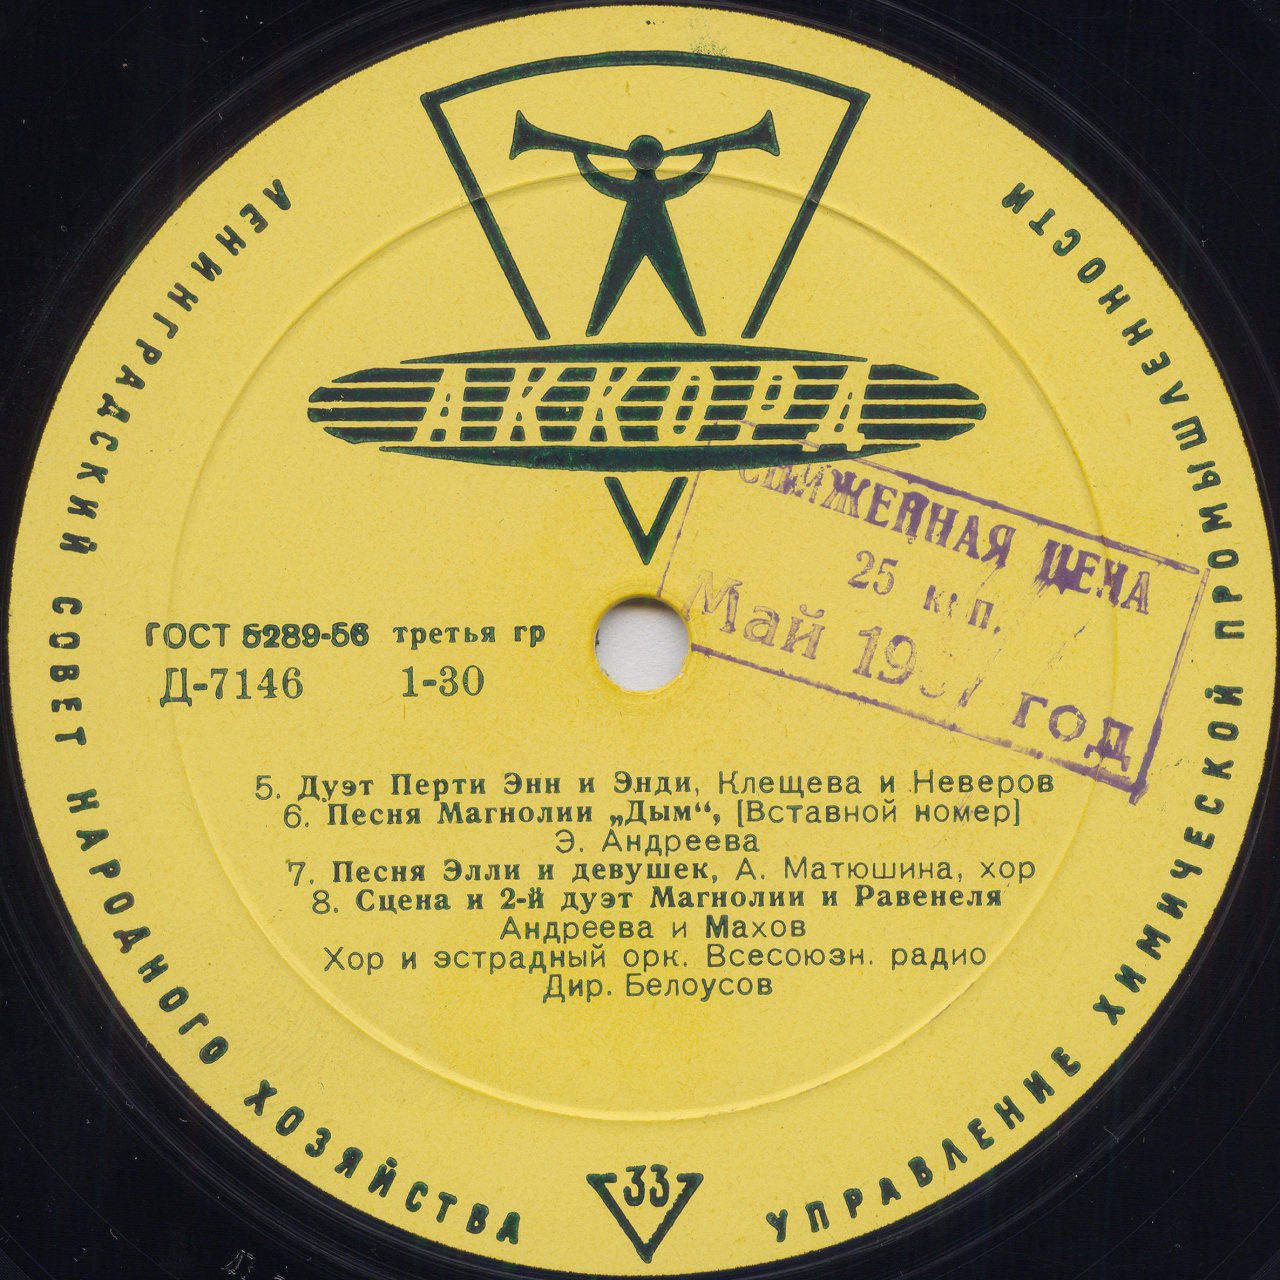 ЛЕНИНГРАДСКИЙ СОВЕТ НАРОДНОГО ХОЗЯЙСТВА
УПРАВЛЕНИЕ ХИМИЧЕСКОЙ ПРОМЫШЛЕННОСТИ
АККОРД
СНИЖЕННАЯ ЦЕНА
25 коп.
Май 19 7 год
ГОСТ 5289-56 третья гр
Д-7146 1-30
5. Дуэт Перти Энн и Энди, Клещева и Неверов
6. Песня Магнолии „Дым“, [Вставной номер]
Э. Андреева
7. Песня Элли и девушек, А. Матюшина, хор
8. Сцена и 2-й дуэт Магнолии и Равенеля
Андреева и Махов
Хор и эстрадный орк. Всесоюзн. радио
Дир. Белоусов
33